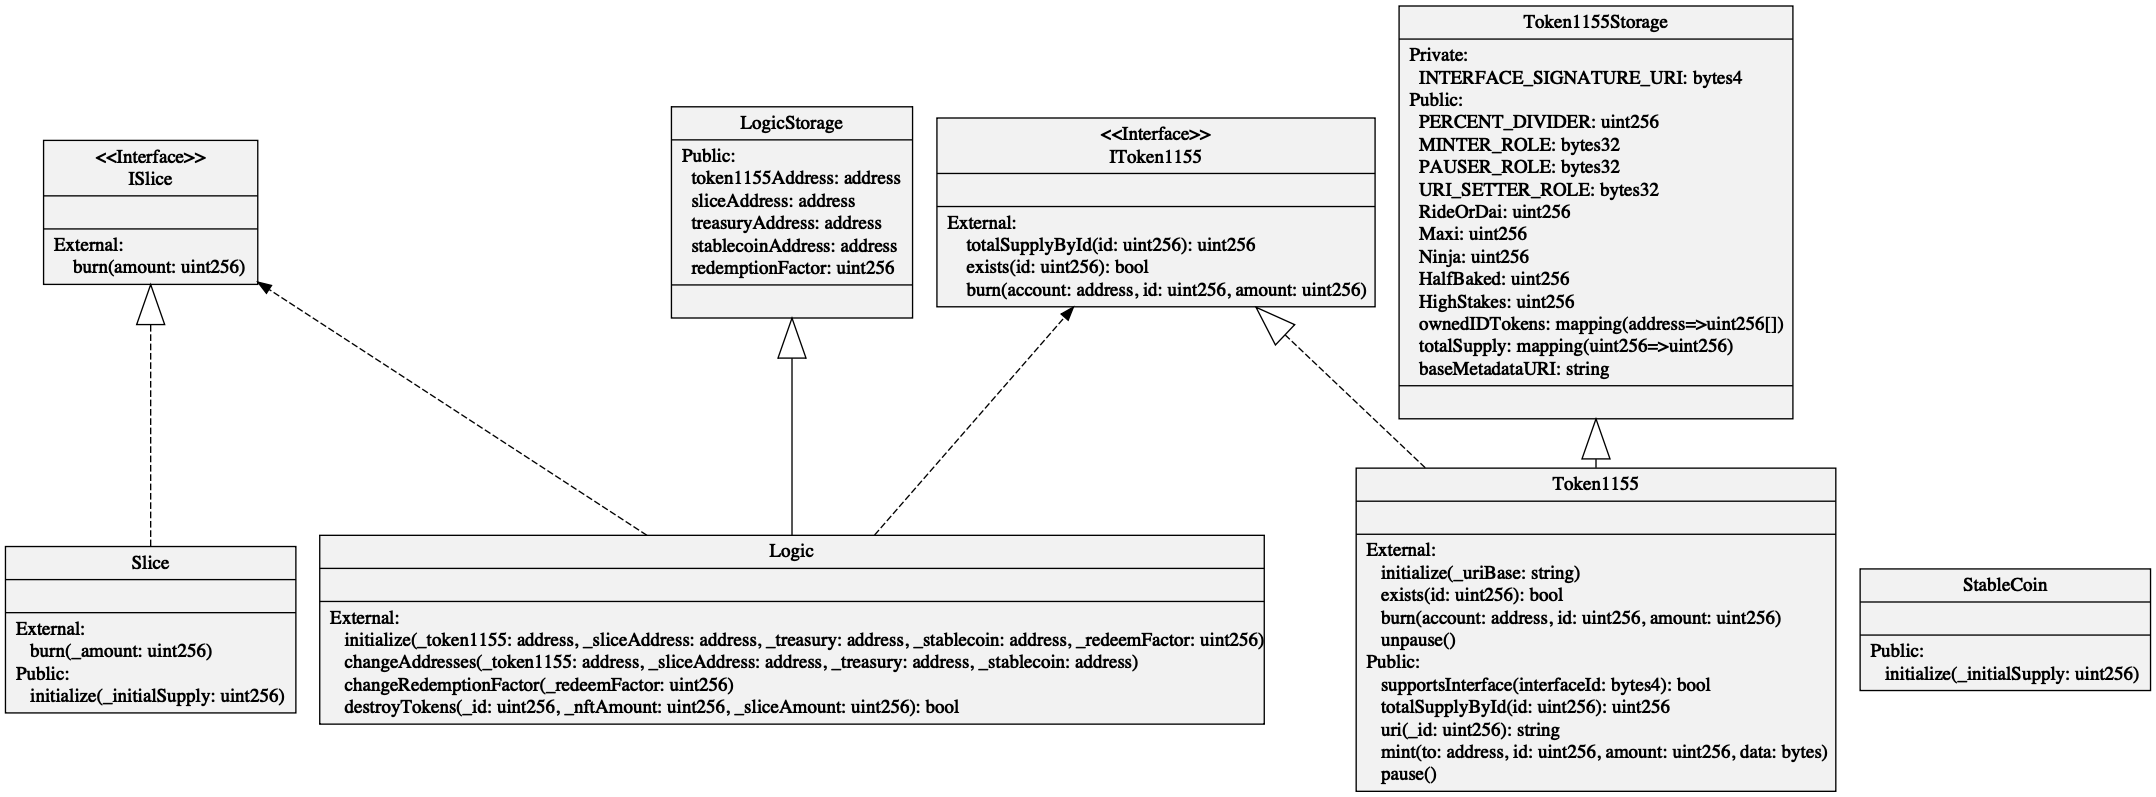 <<Interface>>
ISlice
External:
burn(amount: uint256)
LogicStorage
Public:
token1155Address: address
sliceAddress: address
treasuryAddress: address
stablecoinAddress: address
redemptionFactor: uint256
<<Interface>>
IToken1155
External:
totalSupplyById(id: uint256): uint256
exists(id: uint256): bool
burn(account: address, id: uint256, amount: uint256)
Token1155Storage
Private:
INTERFACE_SIGNATURE_URI: bytes4
Public:
PERCENT_DIVIDER: uint256
MINTER_ROLE: bytes32
PAUSER_ROLE: bytes32
URI_SETTER_ROLE: bytes32
RideOrDai: uint256
Maxi: uint256
Ninja: uint256
HalfBaked: uint256
HighStakes: uint256
ownedIDTokens: mapping(address=>uint256[])
totalSupply: mapping(uint256=>uint256)
baseMetadataURI: string
Slice
External:
burn(_amount: uint256)
Public:
initialize(_initialSupply: uint256)
Logic
External:
initialize(_token1155: address, _sliceAddress: address, _treasury: address, _stablecoin: address, _redeemFactor: uint256)
changeAddresses(_token1155: address, _sliceAddress: address, _treasury: address, _stablecoin: address)
changeRedemptionFactor(_redeemFactor: uint256)
destroyTokens(_id: uint256, _nftAmount: uint256, _sliceAmount: uint256): bool
Token1155
External:
initialize(_uriBase: string)
exists(id: uint256): bool
burn(account: address, id: uint256, amount: uint256)
unpause()
Public:
supportsInterface(interfaceId: bytes4): bool
totalSupplyById(id: uint256): uint256
uri(_id: uint256): string
mint(to: address, id: uint256, amount: uint256, data: bytes)
pause()
StableCoin
Public:
initialize(_initialSupply: uint256)